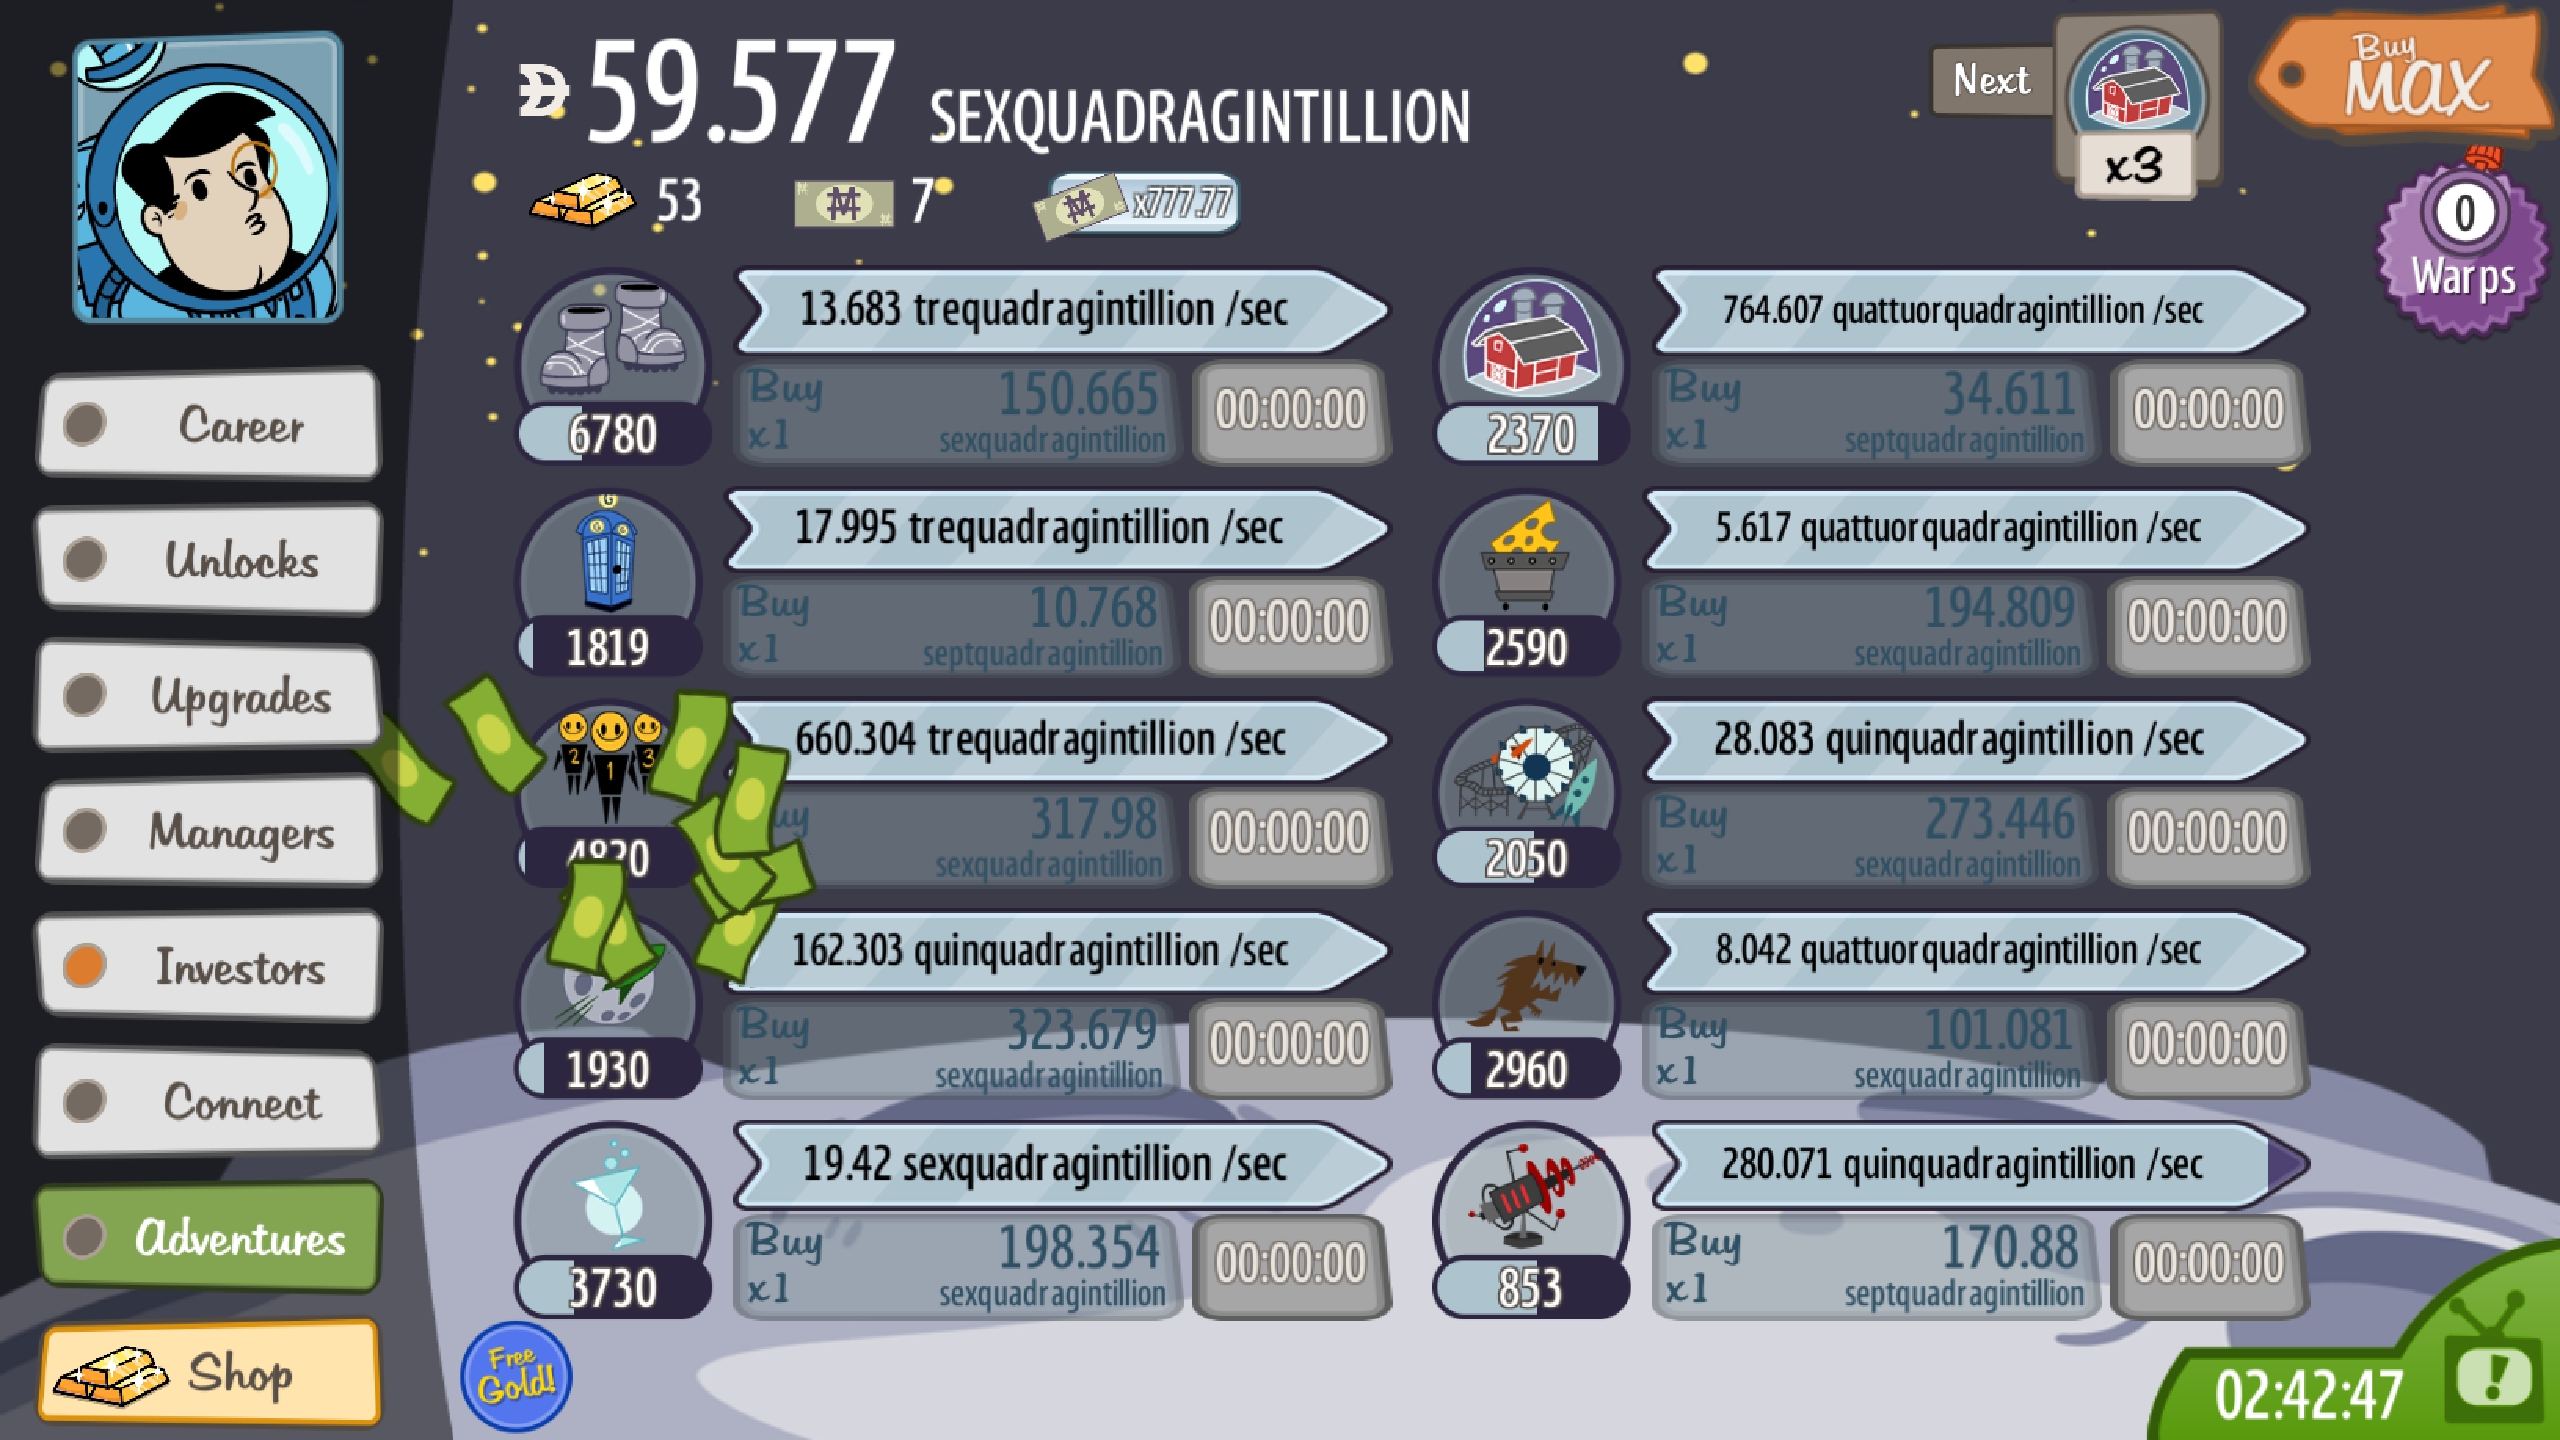 59.577 SEXQUADRAGINTILLION
53
7
x777.77
Next
x3
Buy
MAX
0
Warps
Career
Unlocks
Upgrades
Managers
Investors
Connect
Adventures
Shop
13.683 trequadragintillion /sec
Buy
x1
150.665
sexquadragintillion
00:00:00
6780
764.607 quattuorquadragintillion /sec
Buy
x1
34.611
septquadragintillion
00:00:00
2370
G
G G
17.995 trequadragintillion /sec
Buy
x1
10.768
septquadragintillion
00:00:00
1819
5.617 quattuorquadragintillion /sec
Buy
x1
194.809
sexquadragintillion
00:00:00
2590
2 1 3
660.304 trequadragintillion /sec
317.98
sexquadragintillion
00:00:00
28.083 quinquadragintillion /sec
Buy
x1
273.446
sexquadragintillion
00:00:00
2050
162.303 quinquadragintillion /sec
Buy
x1
323.679
sexquadragintillion
00:00:00
1930
8.042 quattuorquadragintillion /sec
Buy
x1
101.081
sexquadragintillion
00:00:00
2960
19.42 sexquadragintillion /sec
Buy
x1
198.354
sexquadragintillion
00:00:00
3730
280.071 quinquadragintillion /sec
Buy
x1
170.88
septquadragintillion
00:00:00
853
Free
Gold!
02:42:47
!